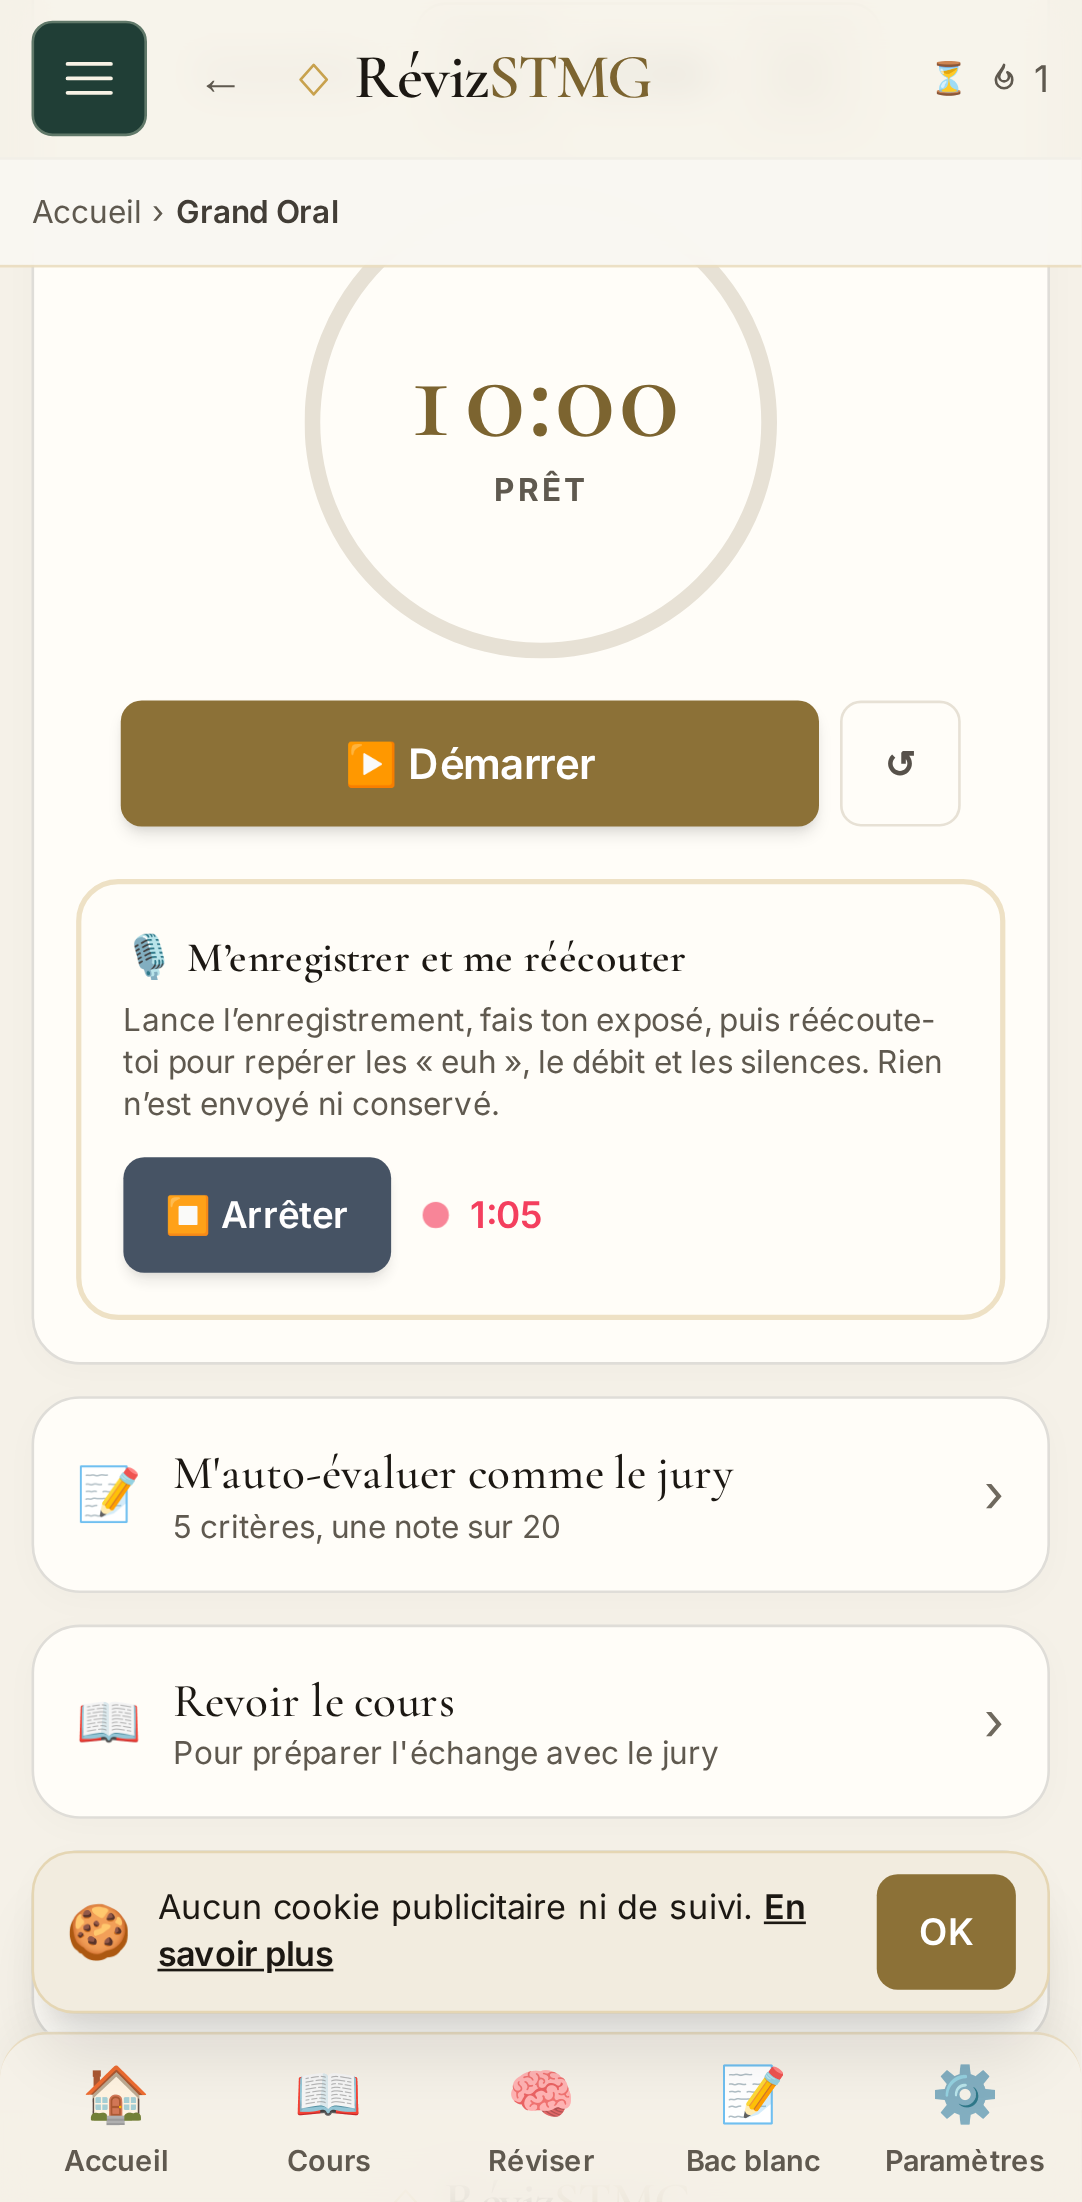 ← RévizSTMG 1
Accueil › Grand Oral
10:00
PRÊT
Démarrer
↺
M’enregistrer et me réécouter
Lance l’enregistrement, fais ton exposé, puis réécoute-
toi pour repérer les « euh », le débit et les silences. Rien
n’est envoyé ni conservé.
Arrêter 1:05
M'auto-évaluer comme le jury
5 critères, une note sur 20
Revoir le cours
Pour préparer l'échange avec le jury
Aucun cookie publicitaire ni de suivi. En
savoir plus
OK
Accueil Cours Réviser Bac blanc Paramètres
RévizSTMG